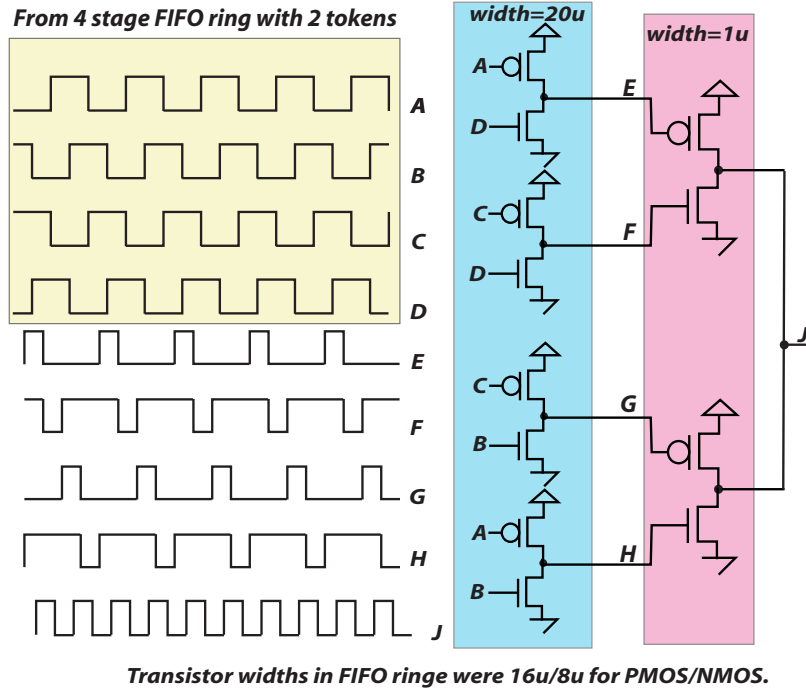 From 4 stage FIFO ring with 2 tokens
A
B
C
D
E
F
G
H
J
width=20u
width=1u
A
D
E
C
D
F
C
B
G
A
B
H
J
Transistor widths in FIFO ringe were 16u/8u for PMOS/NMOS.